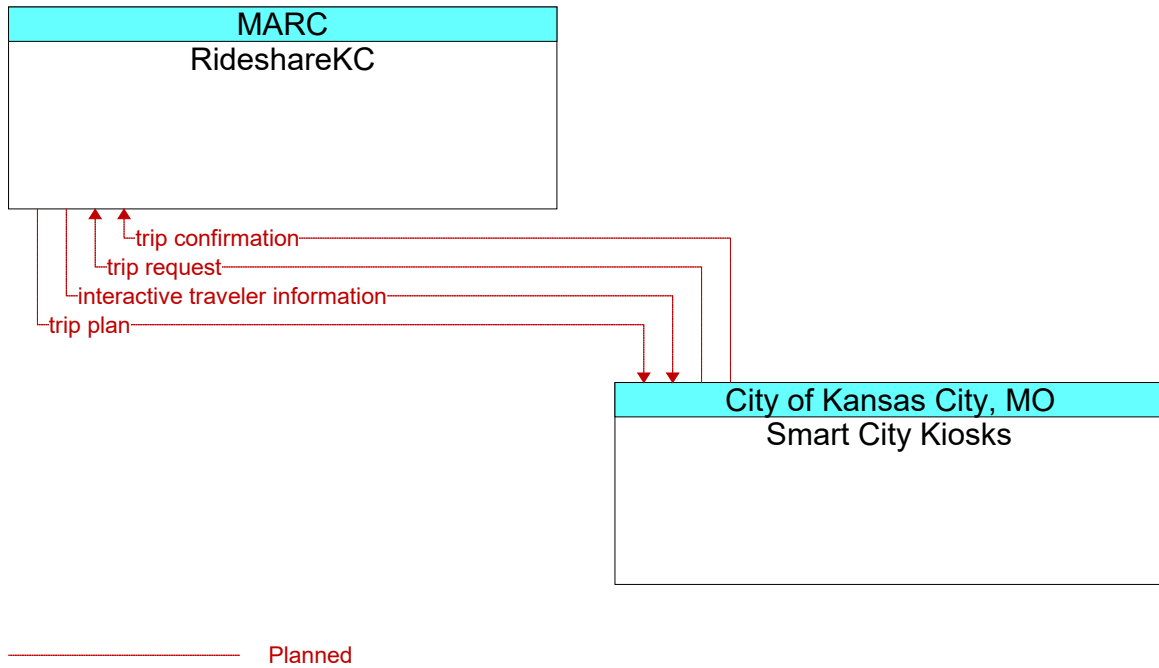 MARC
RideshareKC
trip confirmation
trip request
interactive traveler information
trip plan
City of Kansas City, MO
Smart City Kiosks
Planned